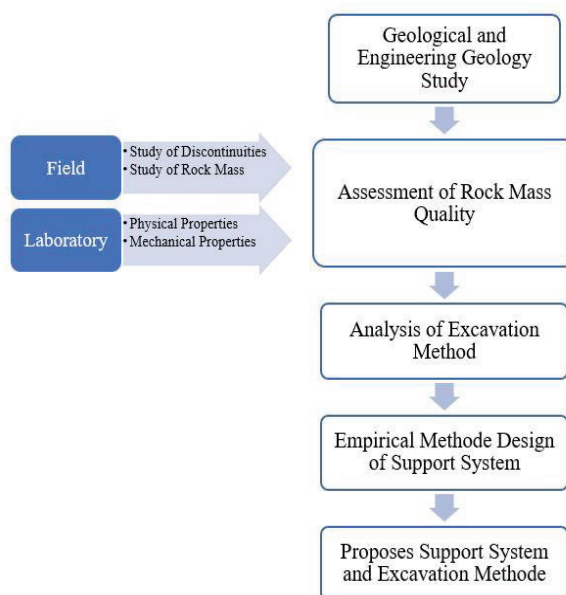 Geological and
Engineering Geology
Study
Field
• Study of Discontinuities
• Study of Rock Mass
Laboratory
• Physical Properties
• Mechanical Properties
Assessment of Rock Mass
Quality
Analysis of Excavation
Method
Empirical Methode Design
of Support System
Proposes Support System
and Excavation Methode